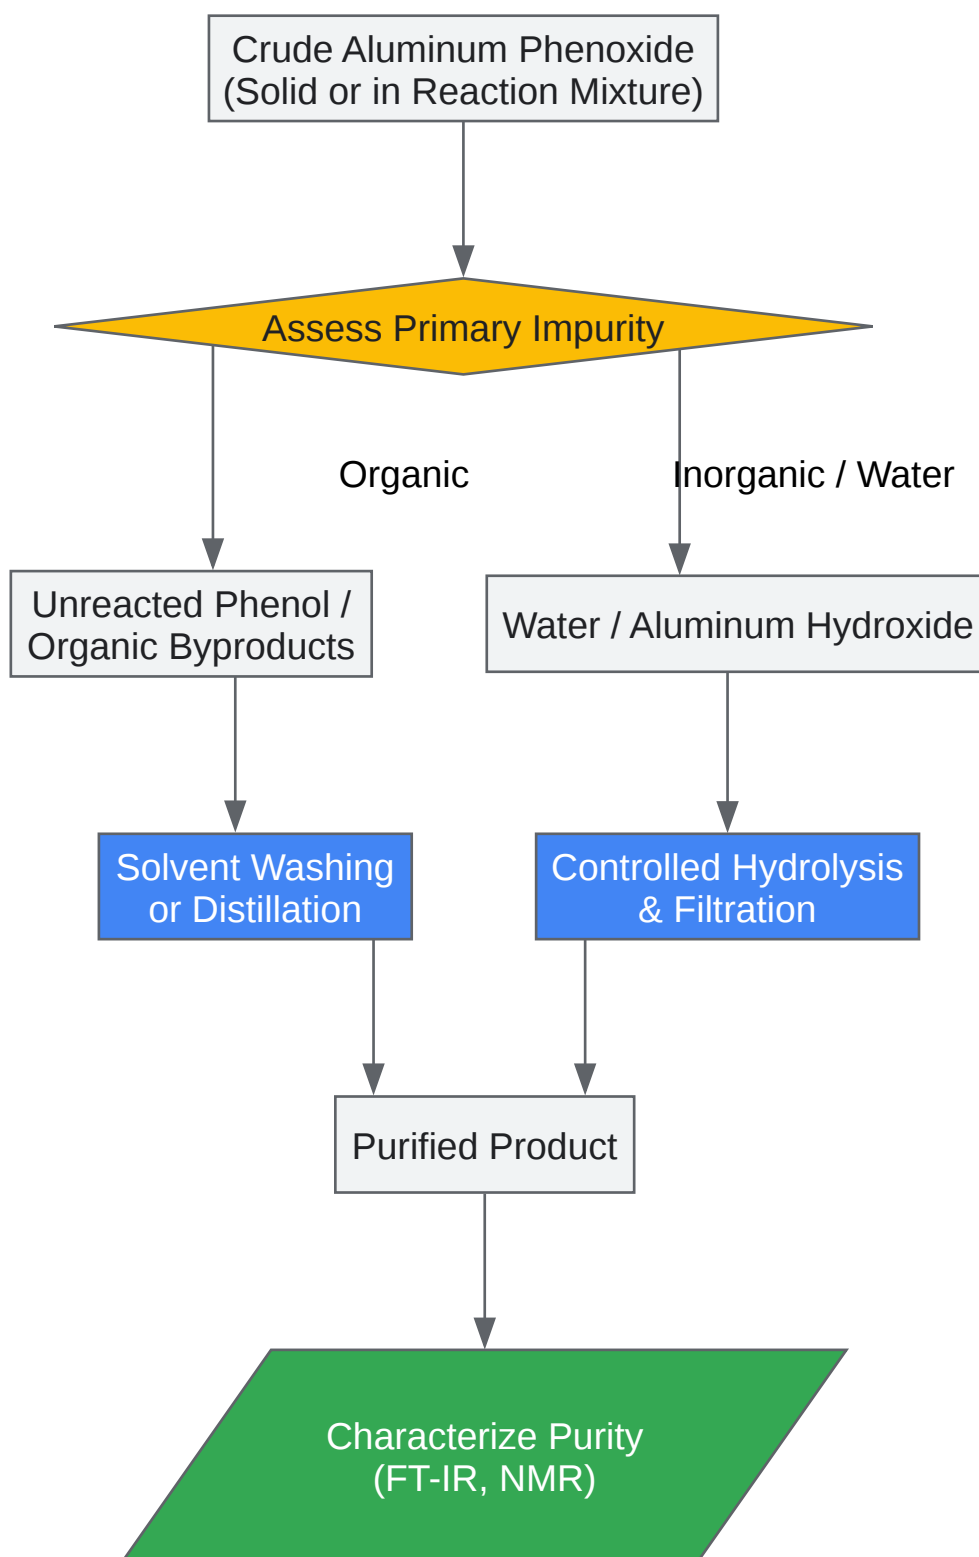 Crude Aluminum Phenoxide
(Solid or in Reaction Mixture)
Assess Primary Impurity
Organic
Inorganic / Water
Unreacted Phenol /
Organic Byproducts
Water / Aluminum Hydroxide
Solvent Washing
or Distillation
Controlled Hydrolysis
& Filtration
Purified Product
Characterize Purity
(FT-IR, NMR)